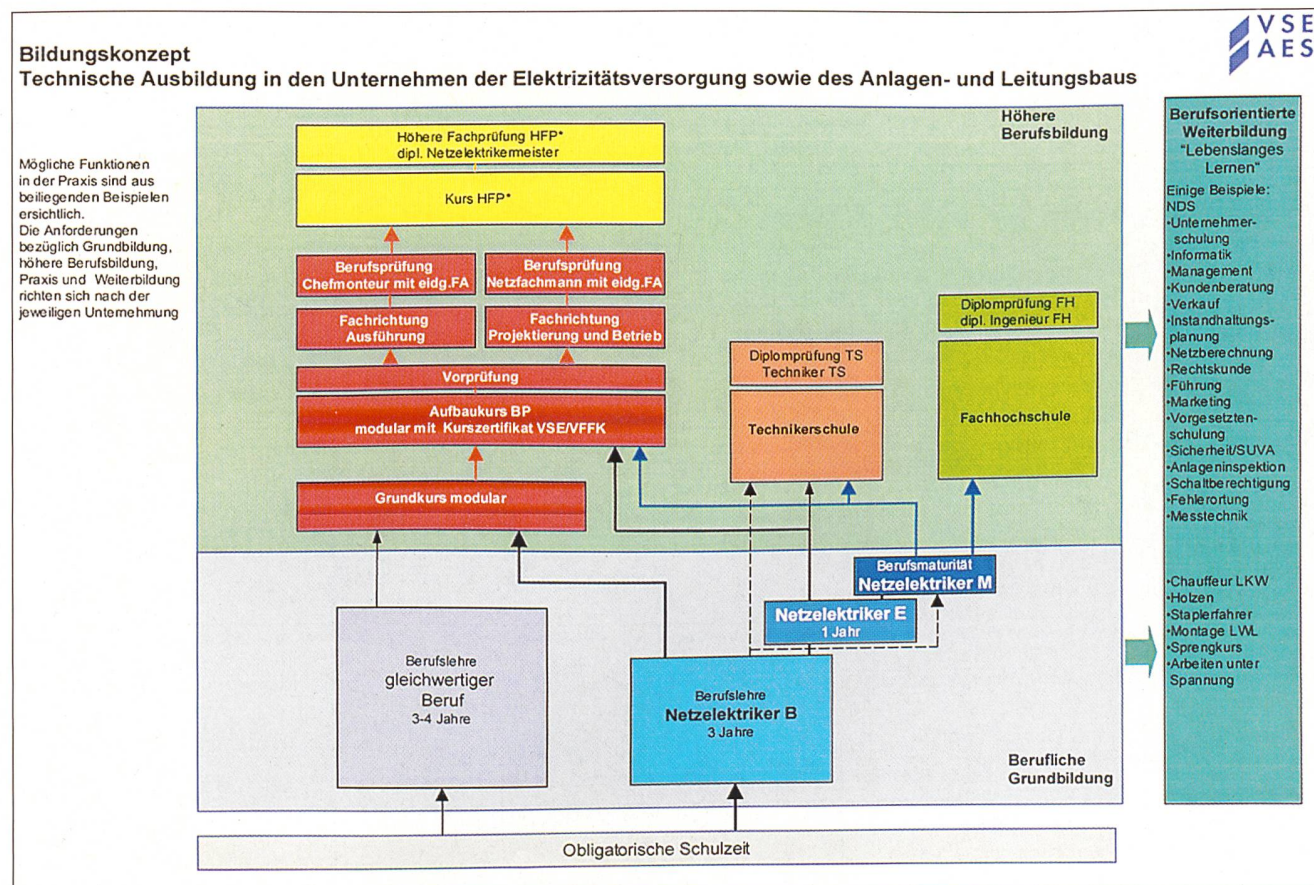 VSE
AES
Bildungskonzept
Technische Ausbildung in den Unternehmen der Elektrizitätsversorgung sowie des Anlagen- und Leitungsbaus
Mögliche Funktionen
in der Praxis sind aus
beiliegenden Beispielen
ersichtlich.
Die Anforderungen
bezüglich Grundbildung,
höhere Berufsbildung,
Praxis und Weiterbildung
richten sich nach der
jeweiligen Unternehmung
Höhere
Berufsbildung
Höhere Fachprüfung HFP*
dipl. Netzelektrikermeister
Kurs HFP*
Berufsprüfung
Chefmonteur mit eidg.FA
Berufsprüfung
Netzfachmann mit eidg.FA
Fachrichtung
Ausführung
Fachrichtung
Projektierung und Betrieb
Vorprüfung
Aufbaukurs BP
modular mit Kurszertifikat VSE/VFFK
Grundkurs modular
Diplomprüfung TS
Techniker TS
Technikerschule
Diplomprüfung FH
dipl. Ingenieur FH
Fachhochschule
Berufsmaturität
Netzelektriker M
Netzelektriker E
1 Jahr
Berufslehre
gleichwertiger
Beruf
3-4 Jahre
Berufslehre
Netzelektriker B
3 Jahre
Berufliche
Grundbildung
Obligatorische Schulzeit
Berufsorientierte
Weiterbildung
"Lebenslanges
Lernen"
Einige Beispiele:
NDS
•Unternehmer-
schulung
•Informatik
•Management
•Kundenberatung
•Verkauf
•Instandhaltungs-
planung
•Netzberechnung
•Rechtskunde
•Führung
•Marketing
•Vorgesetzten-
schulung
•Sicherheit/SUVA
•Anlageninspektion
•Schaltberechtigung
•Fehlerortung
•Messtechnik
•Chauffeur LKW
•Holzen
•Staplerfahrer
•Montage LWL
•Sprengkurs
•Arbeiten unter
Spannung